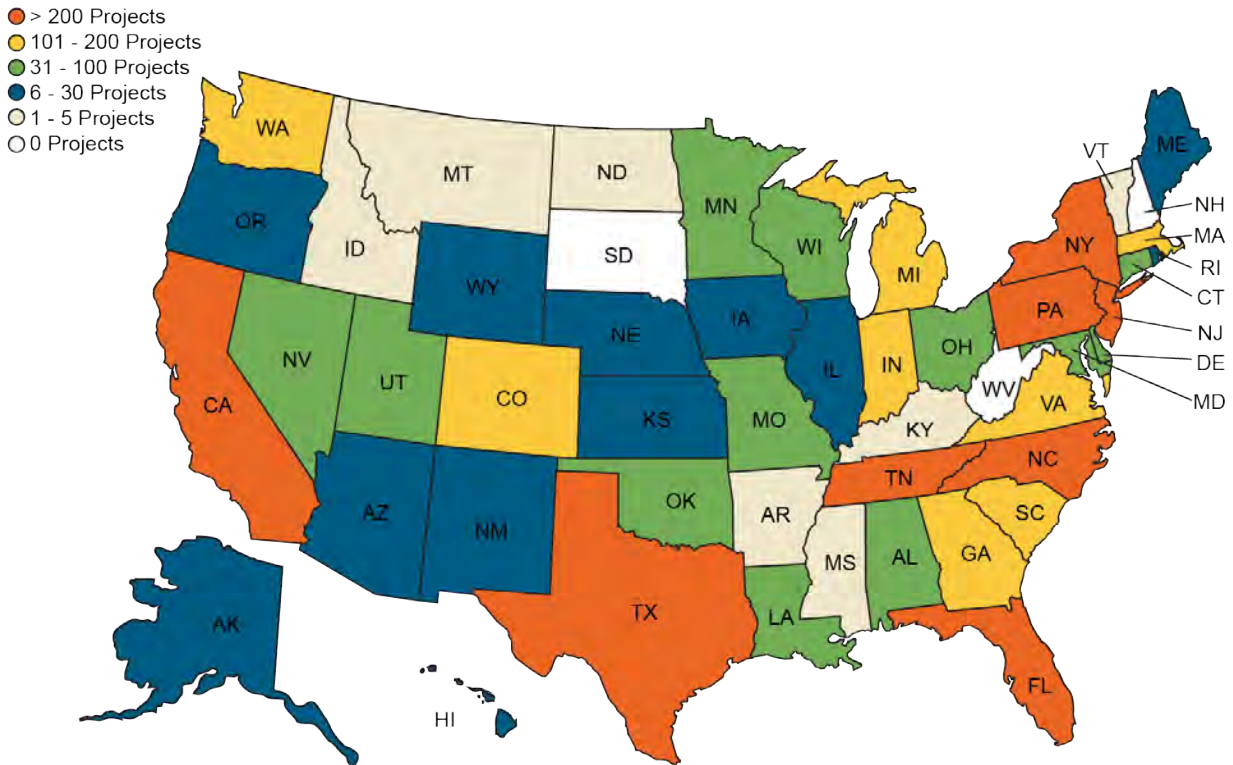 > 200 Projects
101 - 200 Projects
31 - 100 Projects
6 - 30 Projects
1 - 5 Projects
0 Projects
WA
MT
ND
MN
VT
ME
OR
ID
SD
WI
MI
NY
NH
MA
RI
CT
WY
IA
NE
PA
NJ
NV
UT
CO
IL
IN
OH
DE
CA
KS
MO
WV
VA
MD
KY
NC
TN
AZ
NM
OK
AR
SC
MS
AL
GA
AK
TX
LA
FL
HI